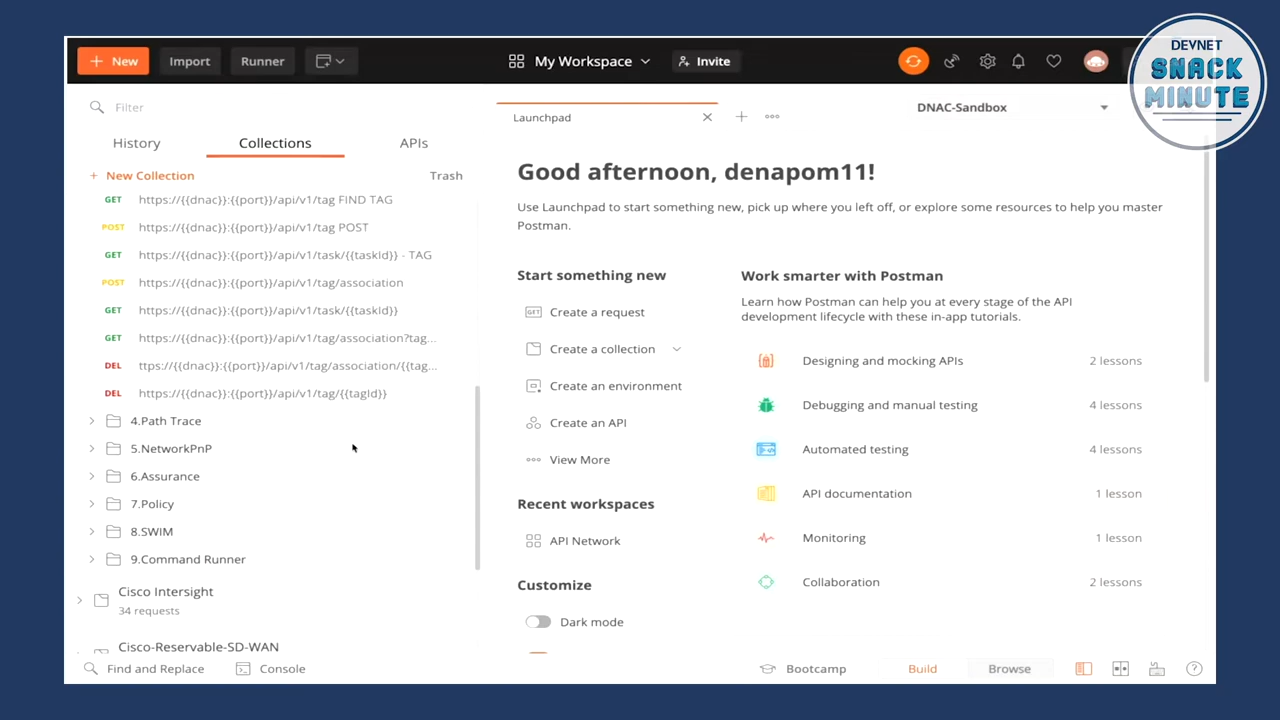 New
Import
Runner
My Workspace
Invite
DEVNET
SNACK
MINUTE
Filter
History
Collections
APIs
+ New Collection
Trash
GET https://{{dnac}}:{{port}}/api/v1/tag FIND TAG
POST https://{{dnac}}:{{port}}/api/v1/tag POST
GET https://{{dnac}}:{{port}}/api/v1/task/{{taskId}} - TAG
POST https://{{dnac}}:{{port}}/api/v1/tag/association
GET https://{{dnac}}:{{port}}/api/v1/task/{{taskId}}
GET https://{{dnac}}:{{port}}/api/v1/tag/association?tag...
DEL ttps://{{dnac}}:{{port}}/api/v1/tag/association/{{tag...
DEL https://{{dnac}}:{{port}}/api/v1/tag/{{tagId}}
4.Path Trace
5.NetworkPnP
6.Assurance
7.Policy
8.SWIM
9.Command Runner
Cisco Intersight
34 requests
Cisco-Reservable-SD-WAN
Launchpad
DNAC-Sandbox
Good afternoon, denapom11!
Use Launchpad to start something new, pick up where you left off, or explore some resources to help you master
Postman.
Start something new
GET Create a request
Create a collection
Create an environment
Create an API
View More
Recent workspaces
API Network
Customize
Dark mode
Work smarter with Postman
Learn how Postman can help you at every stage of the API
development lifecycle with these in-app tutorials.
Designing and mocking APIs 2 lessons
Debugging and manual testing 4 lessons
Automated testing 4 lessons
API documentation 1 lesson
Monitoring 1 lesson
Collaboration 2 lessons
Find and Replace
Console
Bootcamp
Build
Browse